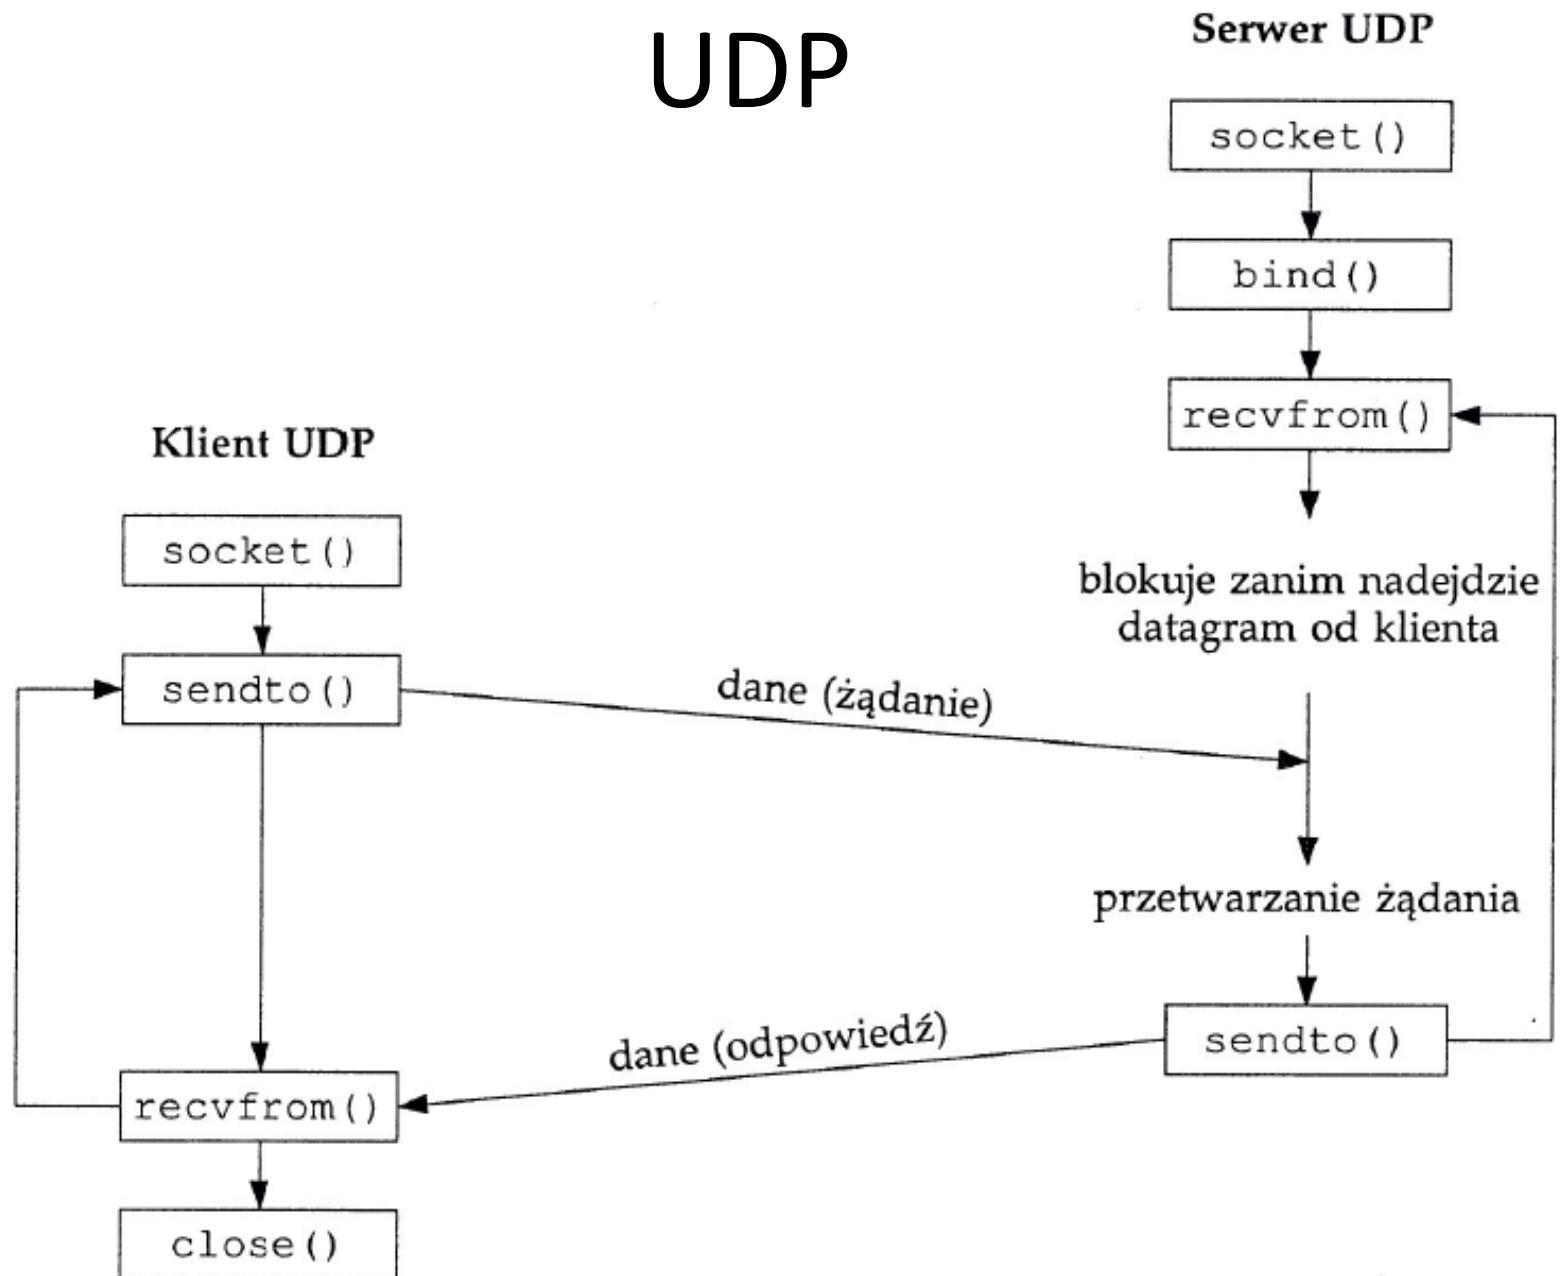 UDP
Serwer UDP
socket()
bind()
recvfrom()
blokuje zanim nadejdzie
datagram od klienta
przetwarzanie żądania
sendto()
Klient UDP
socket()
sendto()
dane (żądanie)
dane (odpowiedź)
recvfrom()
close()